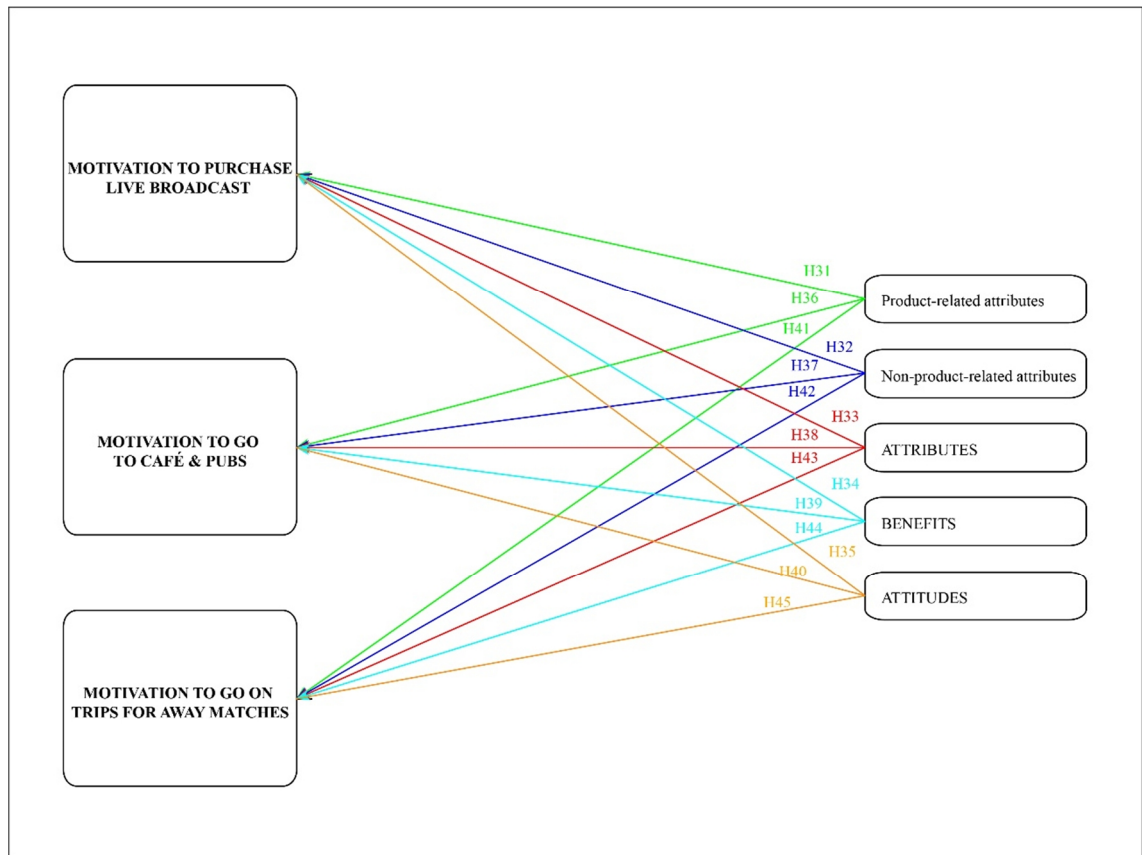 MOTIVATION TO PURCHASE
LIVE BROADCAST
MOTIVATION TO GO
TO CAFÉ & PUBS
MOTIVATION TO GO ON
TRIPS FOR AWAY MATCHES
H31
H36
H41
H32
H37
H42
H33
H38
H43
H34
H39
H44
H35
H40
H45
Product-related attributes
Non-product-related attributes
ATTRIBUTES
BENEFITS
ATTITUDES